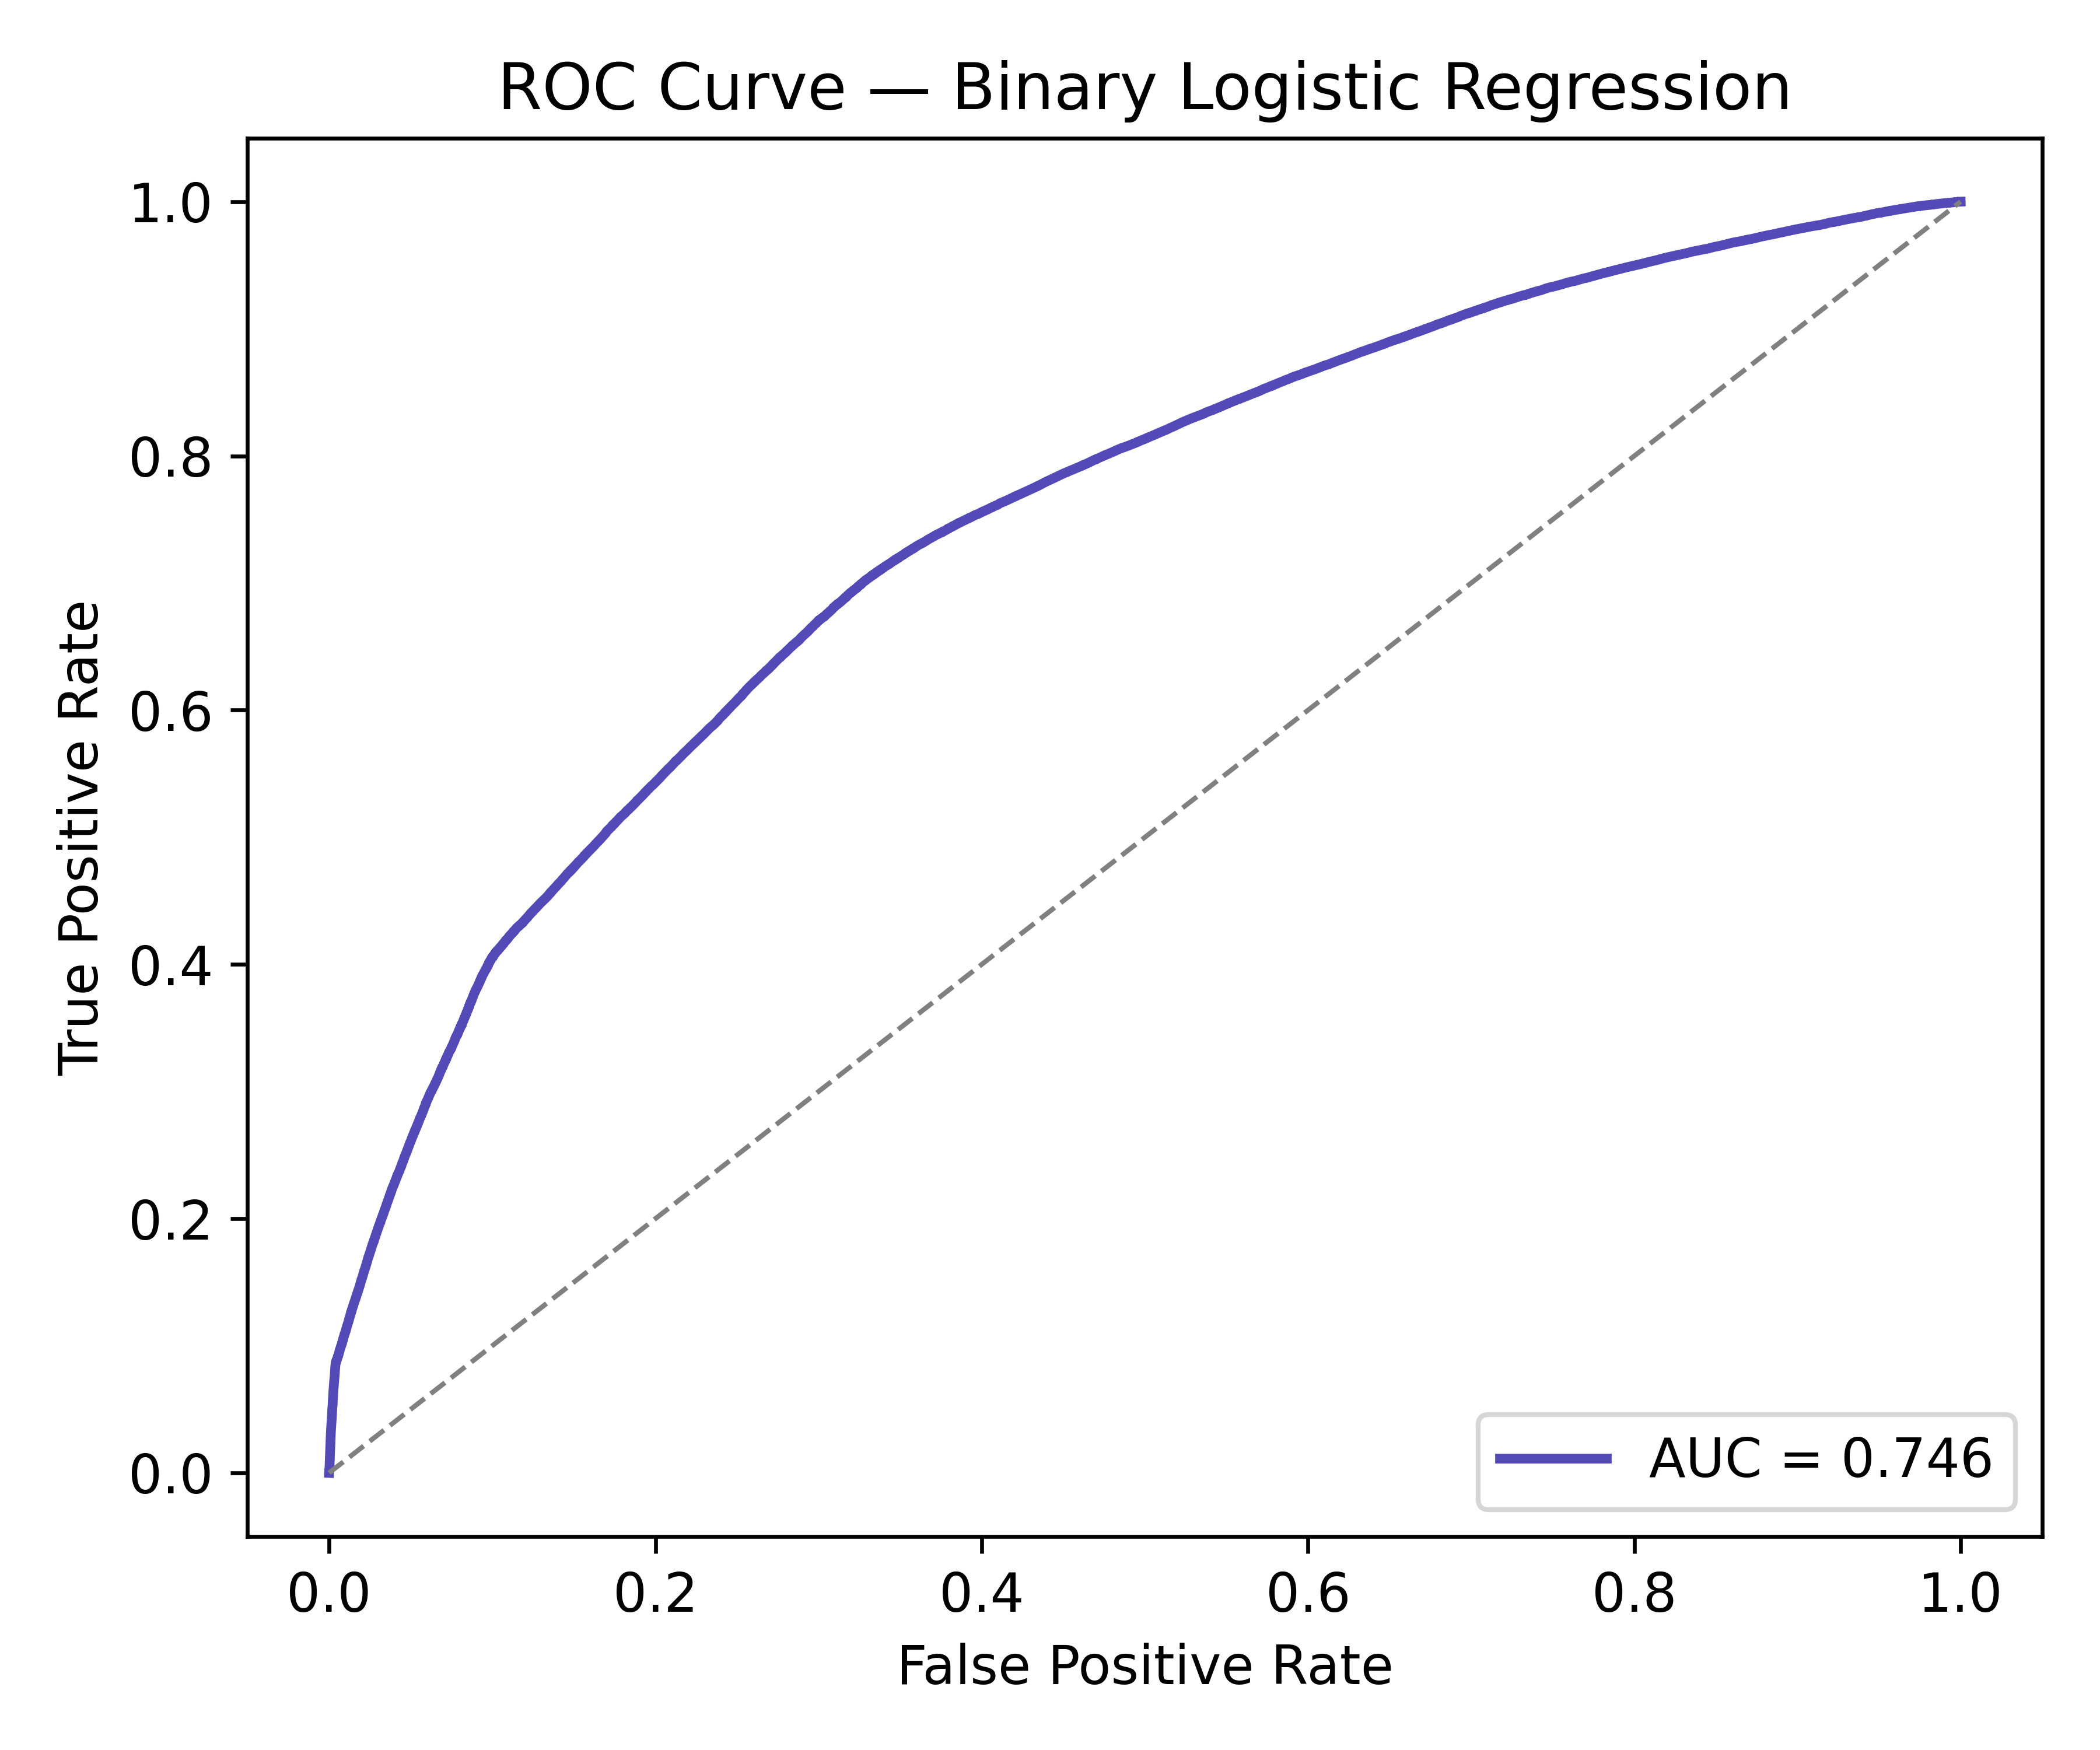 ROC Curve — Binary Logistic Regression
True Positive Rate
1.0
0.8
0.6
0.4
0.2
0.0
AUC = 0.746
0.0 0.2 0.4 0.6 0.8 1.0
False Positive Rate